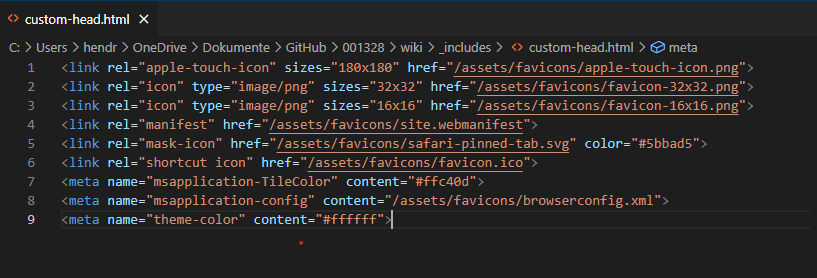 custom-head.html
C: > Users > hendr > OneDrive > Dokumente > GitHub > 001328 > wiki > _includes > custom-head.html > meta
1 <link rel="apple-touch-icon" sizes="180x180" href="/assets/favicons/apple-touch-icon.png">
2 <link rel="icon" type="image/png" sizes="32x32" href="/assets/favicons/favicon-32x32.png">
3 <link rel="icon" type="image/png" sizes="16x16" href="/assets/favicons/favicon-16x16.png">
4 <link rel="manifest" href="/assets/favicons/site.webmanifest">
5 <link rel="mask-icon" href="/assets/favicons/safari-pinned-tab.svg" color="#5bbad5">
6 <link rel="shortcut icon" href="/assets/favicons/favicon.ico">
7 <meta name="msapplication-TileColor" content="#ffc40d">
8 <meta name="msapplication-config" content="/assets/favicons/browserconfig.xml">
9 <meta name="theme-color" content="#ffffff">